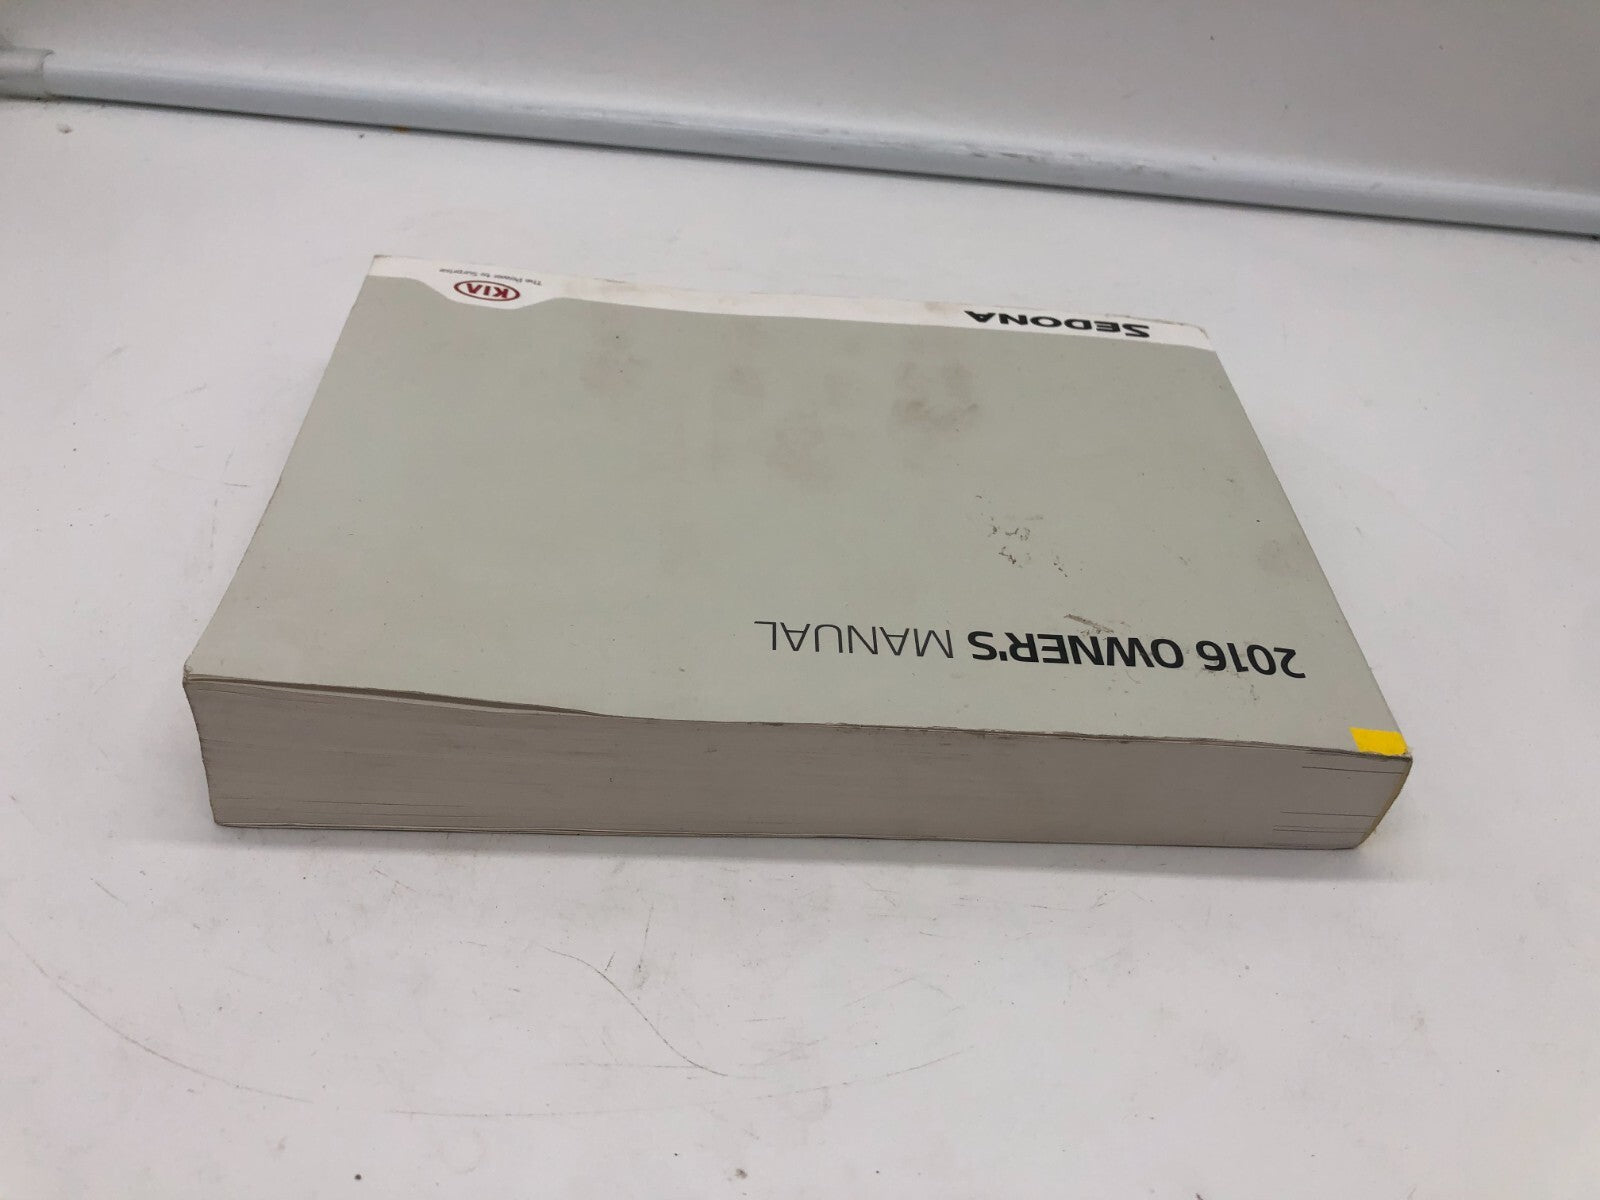 2016 OWNER'S MANUAL
SEDONA
KIA
The Power to Surprise